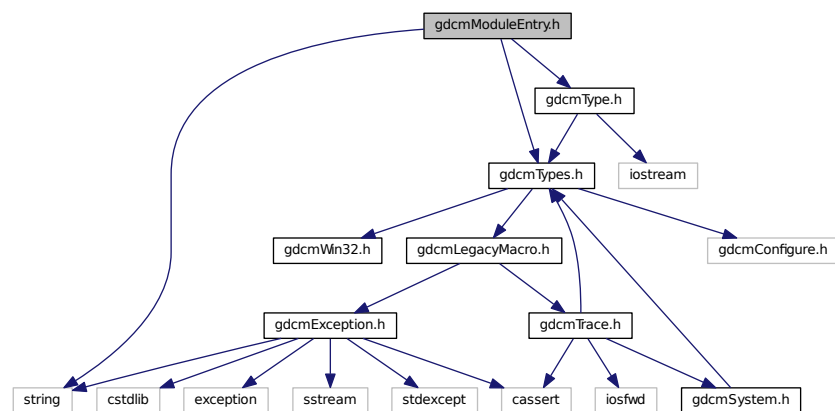 gdcmModuleEntry.h
gdcmType.h
gdcmTypes.h
iostream
gdcmWin32.h
gdcmLegacyMacro.h
gdcmConfigure.h
gdcmException.h
gdcmTrace.h
string
cstdlib
exception
sstream
stdexcept
cassert
iosfwd
gdcmSystem.h